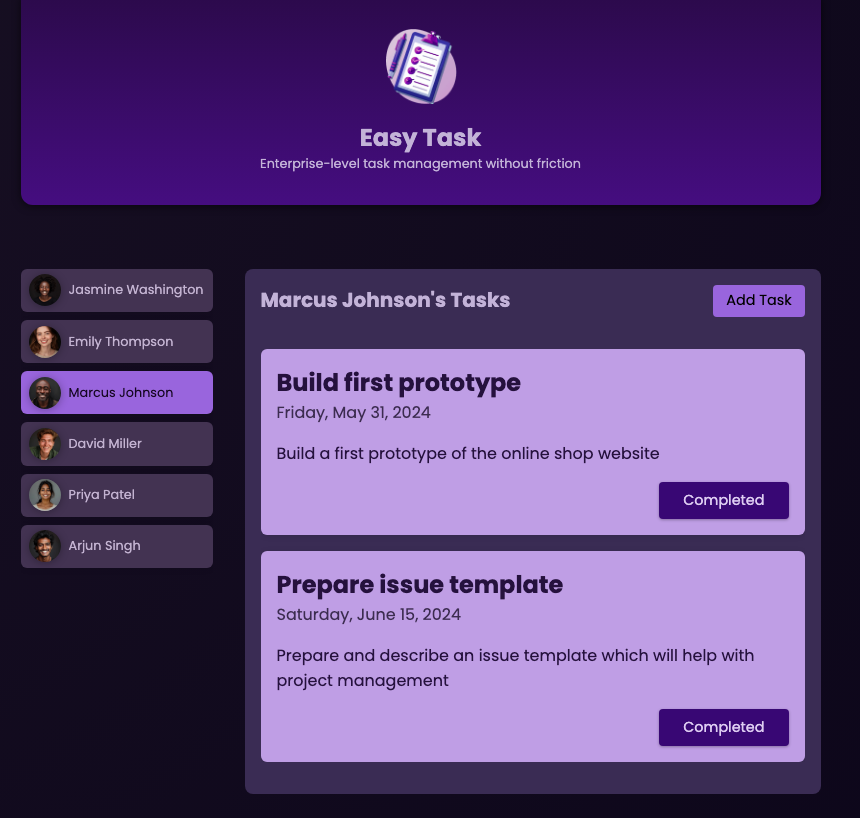 Easy Task
Enterprise-level task management without friction
Jasmine Washington
Emily Thompson
Marcus Johnson
David Miller
Priya Patel
Arjun Singh
Marcus Johnson's Tasks
Add Task
Build first prototype
Friday, May 31, 2024
Build a first prototype of the online shop website
Completed
Prepare issue template
Saturday, June 15, 2024
Prepare and describe an issue template which will help with
project management
Completed